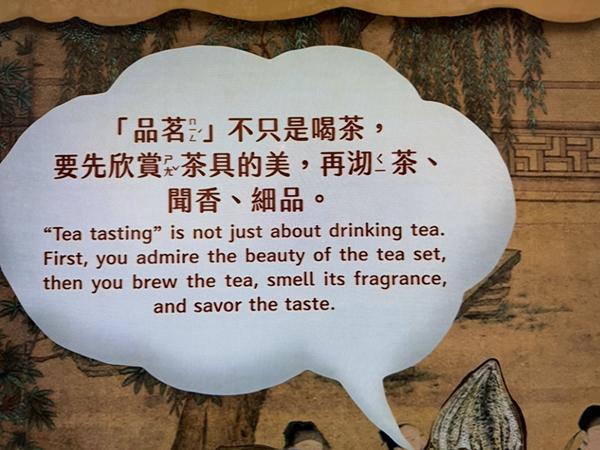 「品茗ㄇㄧㄥˊ」不只是喝茶，
要先欣賞ㄕㄤˇ茶具的美，再沏ㄑㄧ茶、
聞香、細品。
“Tea tasting” is not just about drinking tea.
First, you admire the beauty of the tea set,
then you brew the tea, smell its fragrance,
and savor the taste.